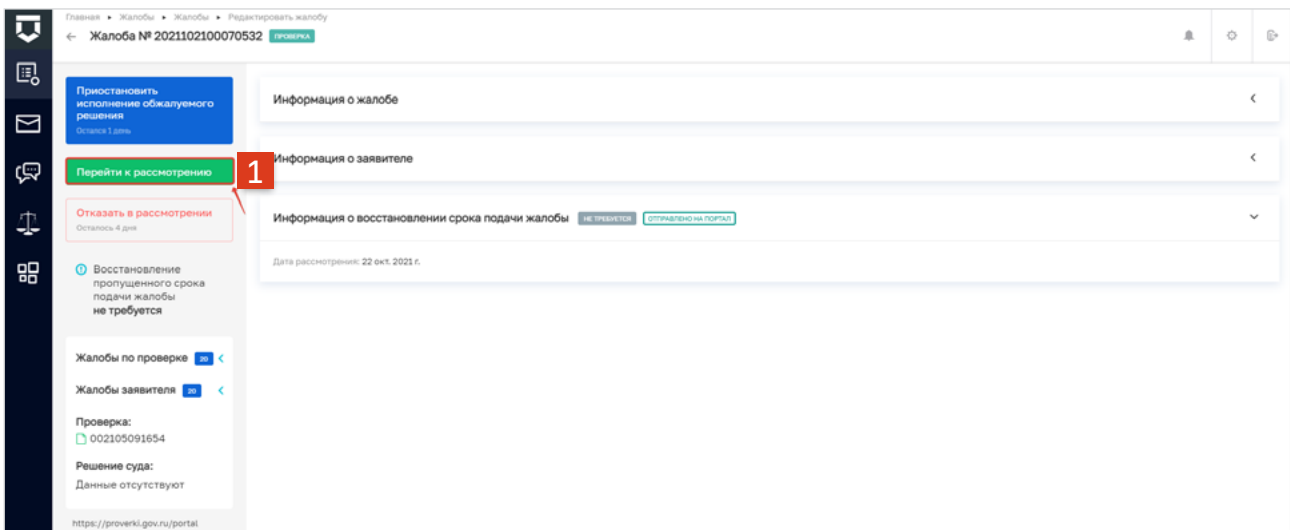 Главная ▸ Жалобы ▸ Жалобы ▸ Редактировать жалобу
← Жалоба № 2021102100070532 ПРОВЕРКА
Приостановить
исполнение обжалуемого
решения
Остался 1 день
Перейти к рассмотрению
1
Отказать в рассмотрении
Осталось 4 дня
Восстановление
пропущенного срока
подачи жалобы
не требуется
Жалобы по проверке 20
Жалобы заявителя 20
Проверка:
002105091654
Решение суда:
Данные отсутствуют
https://proverki.gov.ru/portal
Информация о жалобе
Информация о заявителе
Информация о восстановлении срока подачи жалобы НЕ ТРЕБУЕТСЯ ОТПРАВЛЕНО НА ПОРТАЛ
Дата рассмотрения: 22 окт. 2021 г.